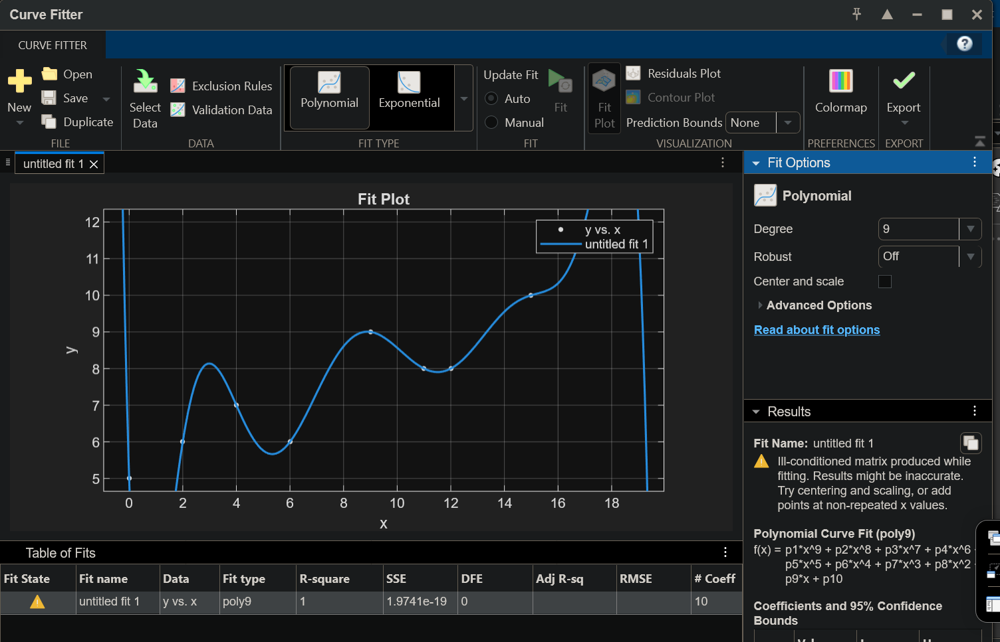 Curve Fitter
CURVE FITTER
New
Open
Save
Duplicate
FILE
Select
Data
Exclusion Rules
Validation Data
DATA
Polynomial
Exponential
FIT TYPE
Update Fit
Auto
Manual
Fit
FIT
Fit
Plot
Residuals Plot
Contour Plot
Prediction Bounds None
VISUALIZATION
Colormap
PREFERENCES
Export
EXPORT
untitled fit 1
Fit Plot
y vs. x
untitled fit 1
12
11
10
9
8
7
6
5
y
0 2 4 6 8 10 12 14 16 18
x
Fit Options
Polynomial
Degree 9
Robust Off
Center and scale
Advanced Options
Read about fit options
Results
Fit Name: untitled fit 1
Ill-conditioned matrix produced while
fitting. Results might be inaccurate.
Try centering and scaling, or add
points at non-repeated x values.
Polynomial Curve Fit (poly9)
f(x) = p1*x^9 + p2*x^8 + p3*x^7 + p4*x^6
p5*x^5 + p6*x^4 + p7*x^3 + p8*x^2
p9*x + p10
Coefficients and 95% Confidence
Bounds
Table of Fits
Fit State Fit name Data Fit type R-square SSE DFE Adj R-sq RMSE # Coeff
untitled fit 1 y vs. x poly9 1 1.9741e-19 0 10